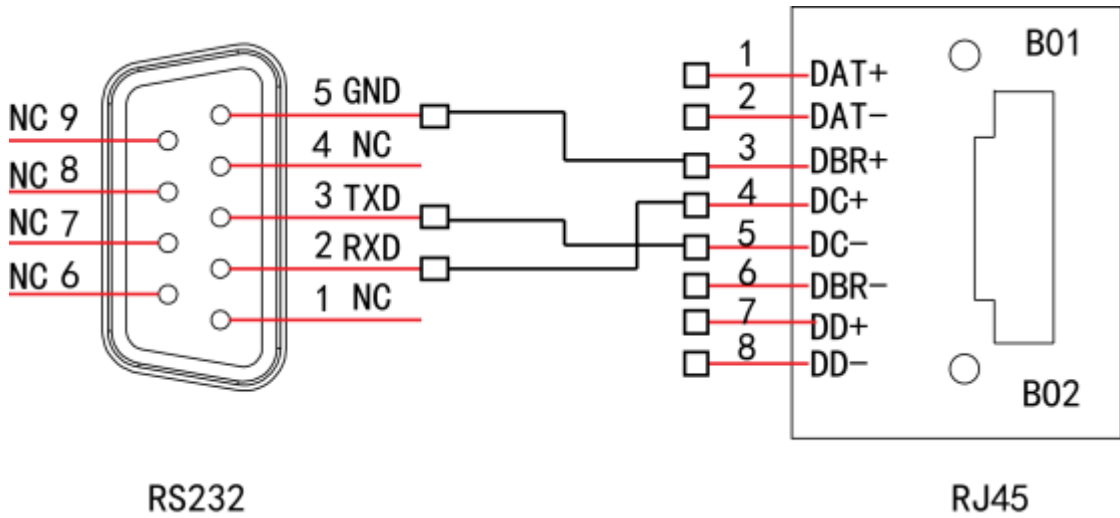 NC 9
NC 8
NC 7
NC 6
5 GND
4 NC
3 TXD
2 RXD
1 NC
1
DAT+
2
DAT-
3
DBR+
4
DC+
5
DC-
6
DBR-
7
DD+
8
DD-
B01
B02
RS232
RJ45